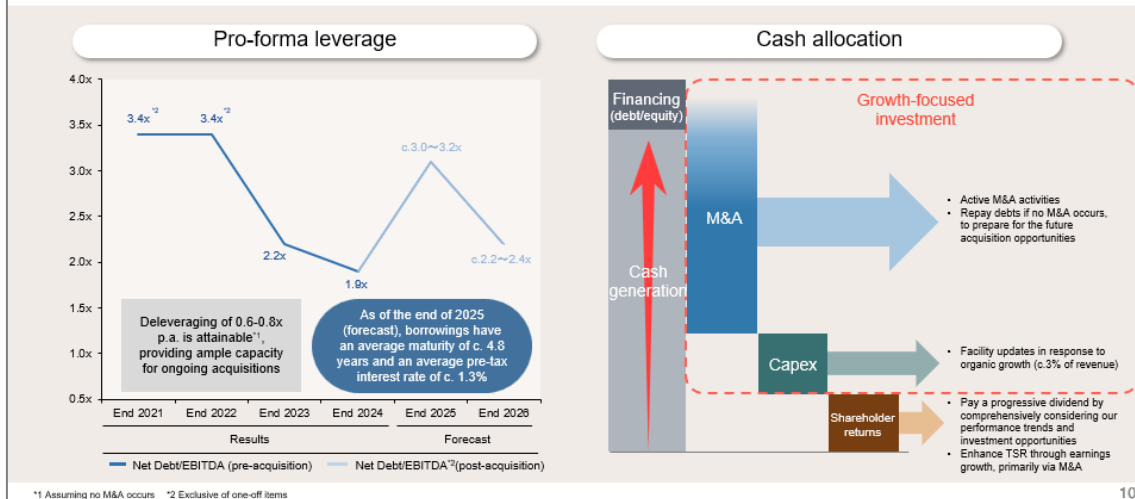 Pro-forma leverage
4.0x
3.5x
3.0x
2.5x
2.0x
1.5x
1.0x
0.5x
3.4x*2
3.4x*2
2.2x
1.9x
c.3.0~3.2x
c.2.2~2.4x
Deleveraging of 0.6-0.8x
p.a. is attainable*1,
providing ample capacity
for ongoing acquisitions
As of the end of 2025
(forecast), borrowings have
an average maturity of c. 4.8
years and an average pre-tax
interest rate of c. 1.3%
End 2021
End 2022
End 2023
End 2024
End 2025
End 2026
Results
Forecast
Net Debt/EBITDA (pre-acquisition)
Net Debt/EBITDA*2(post-acquisition)
Cash allocation
Financing
(debt/equity)
Cash
generation
Growth-focused
investment
M&A
• Active M&A activities
• Repay debts if no M&A occurs,
to prepare for the future
acquisition opportunities
Capex
• Facility updates in response to
organic growth (c.3% of revenue)
Shareholder
returns
• Pay a progressive dividend by
comprehensively considering our
performance trends and
investment opportunities
• Enhance TSR through earnings
growth, primarily via M&A
*1 Assuming no M&A occurs *2 Exclusive of one-off items
10